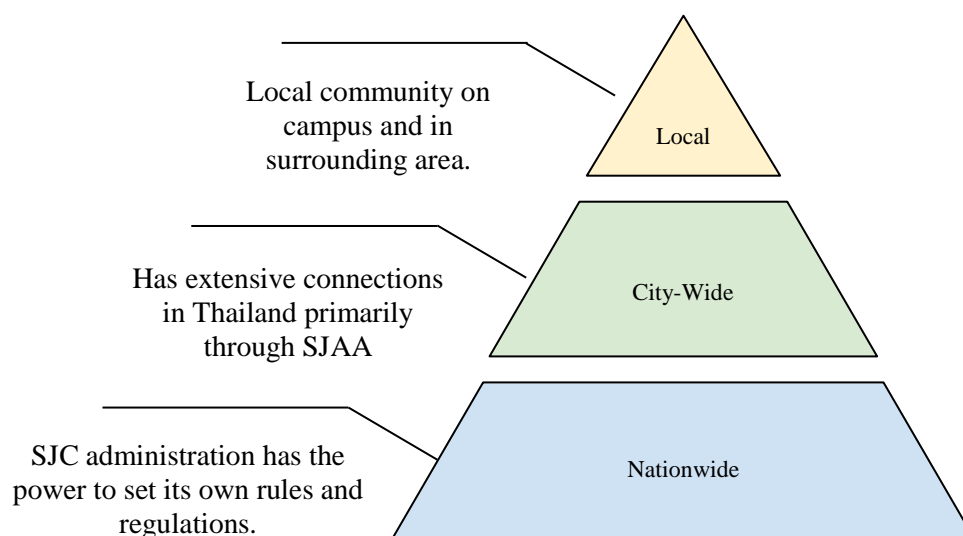 Local community on
campus and in
surrounding area.
Local
Has extensive connections
in Thailand primarily
through SJAA
City-Wide
SJC administration has the
power to set its own rules and
regulations.
Nationwide